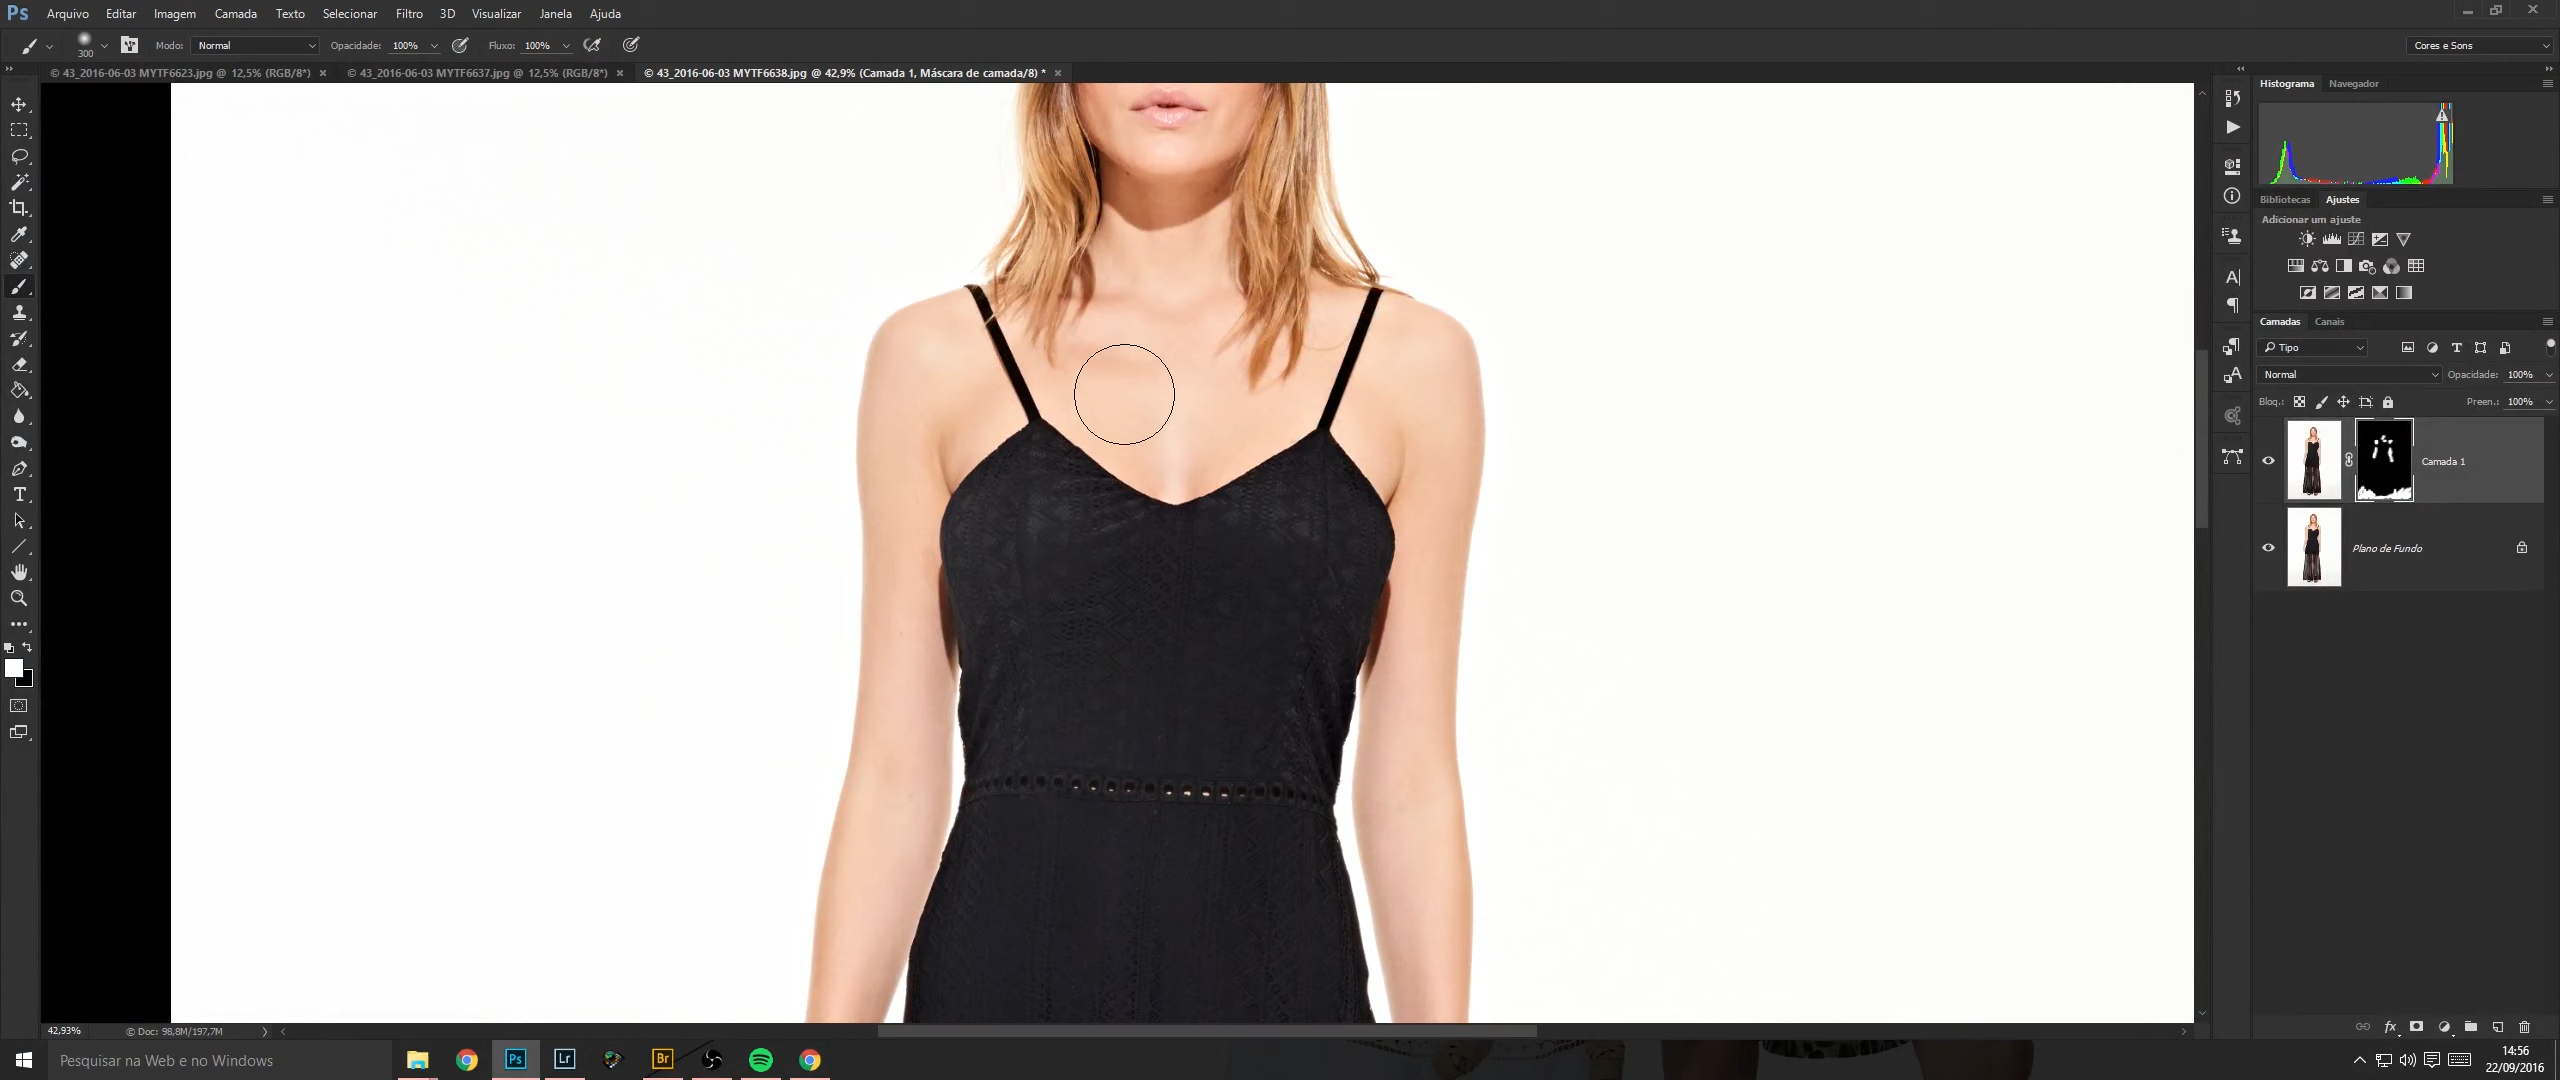 Ps Arquivo Editar Imagem Camada Texto Selecionar Filtro 3D Visualizar Janela Ajuda
300 Modo: Normal Opacidade: 100% Fluxo: 100% Cores e Sons
© 43_2016-06-03 MYTF6623.jpg @ 12,5% (RGB/8*) × © 43_2016-06-03 MYTF6637.jpg @ 12,5% (RGB/8*) × © 43_2016-06-03 MYTF6638.jpg @ 42,9% (Camada 1, Máscara de camada/8) * ×
Histograma Navegador
Bibliotecas Ajustes
Adicionar um ajuste
Camadas Canais
Tipo
Normal Opacidade: 100%
Bloq.: Preen.: 100%
Camada 1
Plano de Fundo
42,93% © Doc: 98,8M/197,7M
fx
Pesquisar na Web e no Windows Ps Lr Br
14:56
22/09/2016